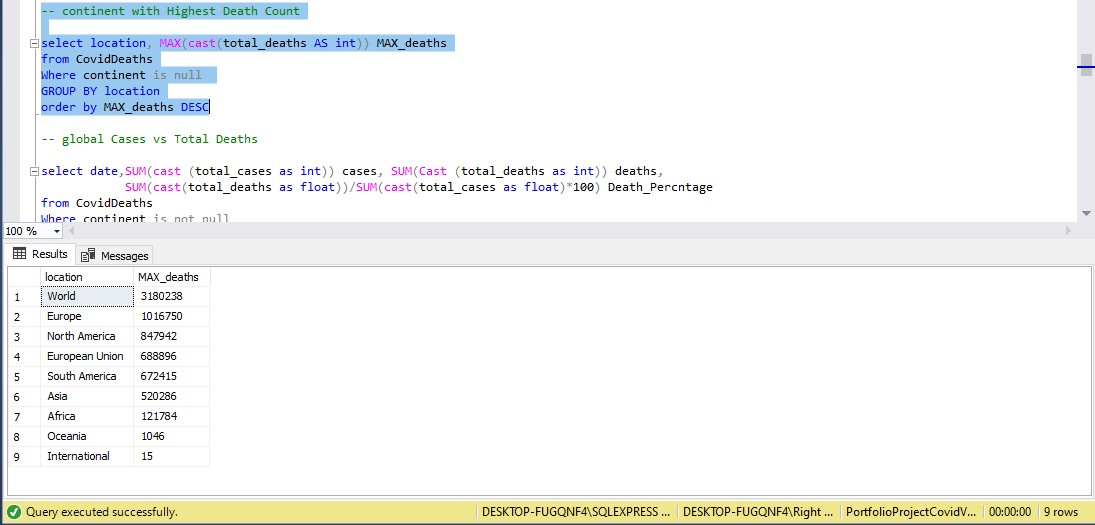 -- continent with Highest Death Count
select location, MAX(cast(total_deaths AS int)) MAX_deaths
from CovidDeaths
Where continent is null
GROUP BY location
order by MAX_deaths DESC
-- global Cases vs Total Deaths
select date,SUM(cast (total_cases as int)) cases, SUM(Cast (total_deaths as int)) deaths,
SUM(cast(total_deaths as float))/SUM(cast(total_cases as float)*100) Death_Percntage
from CovidDeaths
Where continent is not null
100 %
Results Messages
location MAX_deaths
1 World 3180238
2 Europe 1016750
3 North America 847942
4 European Union 688896
5 South America 672415
6 Asia 520286
7 Africa 121784
8 Oceania 1046
9 International 15
Query executed successfully. DESKTOP-FUGQNF4\SQLEXPRESS ... DESKTOP-FUGQNF4\Right ... PortfolioProjectCovidV... 00:00:00 9 rows